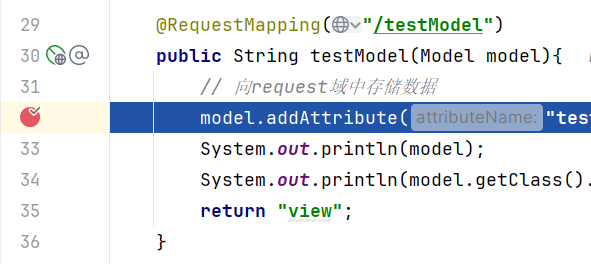 29 @RequestMapping("/testModel")
30 @ public String testModel(Model model){
31 // 向request域中存储数据
model.addAttribute( attributeName: "test
33 System.out.println(model);
34 System.out.println(model.getClass().
35 return "view";
36 }